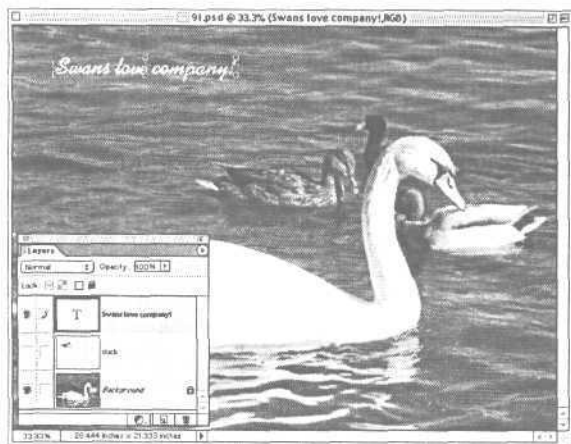 91.psd @ 33.3% (Swans love company!,RGB)
Swans love company!
Layers
Normal
Opacity: 100%
Lock:
T
Swans love company!
duck
Background
33.33%
28.444 inches x 21.333 inches